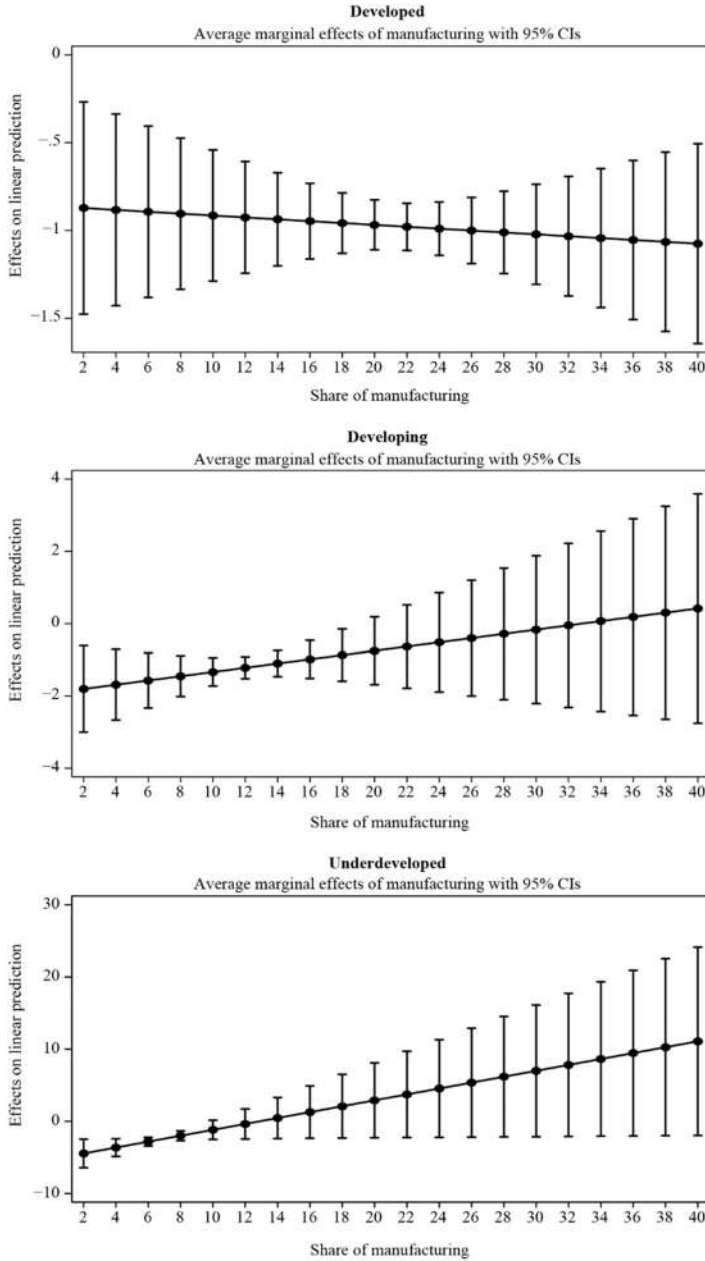 Developed
Average marginal effects of manufacturing with 95% CIs
Effects on linear prediction
0
−.5
−1
−1.5
2 4 6 8 10 12 14 16 18 20 22 24 26 28 30 32 34 36 38 40
Share of manufacturing
Developing
Average marginal effects of manufacturing with 95% CIs
Effects on linear prediction
4
2
0
−2
−4
2 4 6 8 10 12 14 16 18 20 22 24 26 28 30 32 34 36 38 40
Share of manufacturing
Underdeveloped
Average marginal effects of manufacturing with 95% CIs
Effects on linear prediction
30
20
10
0
−10
2 4 6 8 10 12 14 16 18 20 22 24 26 28 30 32 34 36 38 40
Share of manufacturing